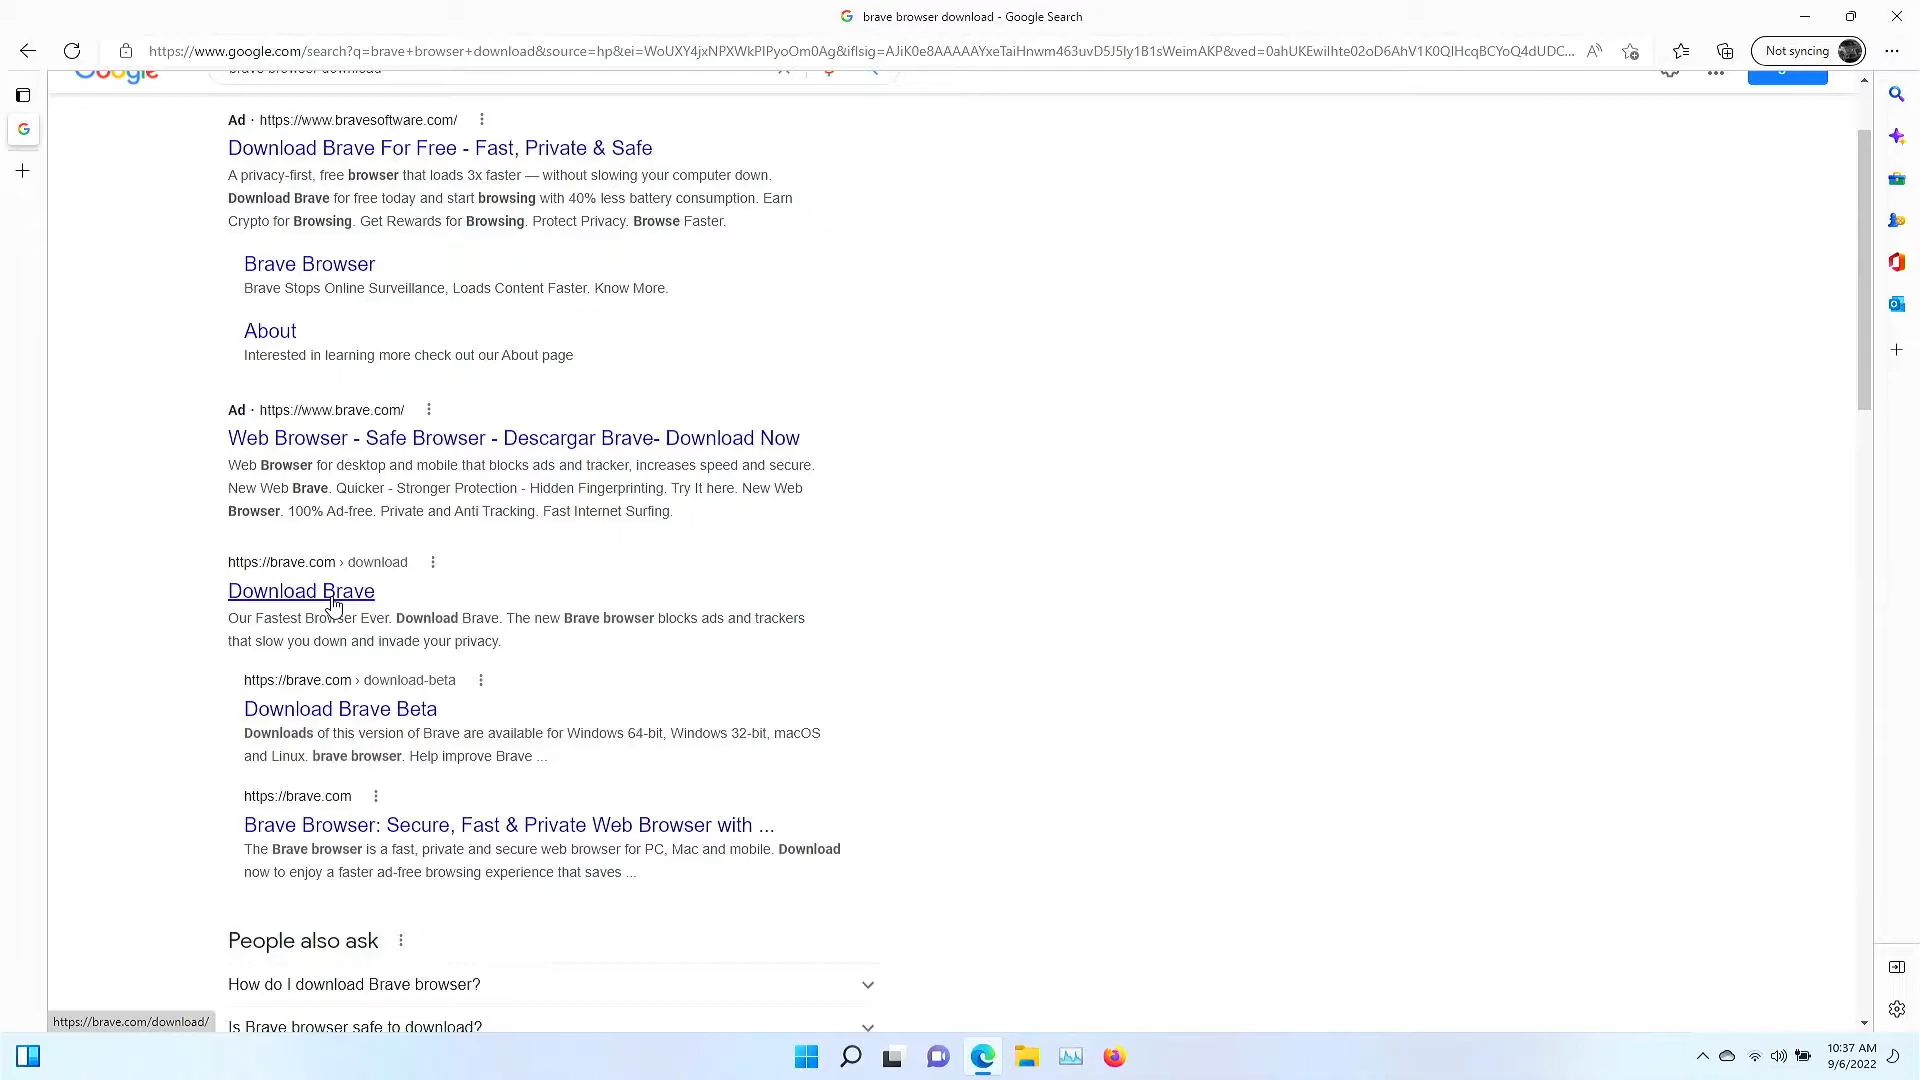 brave browser download - Google Search
https://www.google.com/search?q=brave+browser+download&source=hp&ei=WoUXY4jxNPXWkPIPyoOm0Ag&iflsig=AJiK0e8AAAAAYxeTaiHnwm463uvD5J5Iy1B1sWeimAKP&ved=0ahUKEwiIhte02oD6AhV1K0QIHcqBCYoQ4dUDC...
Not syncing
Google
brave browser download
Ad · https://www.bravesoftware.com/
Download Brave For Free - Fast, Private & Safe
A privacy-first, free browser that loads 3x faster — without slowing your computer down.
Download Brave for free today and start browsing with 40% less battery consumption. Earn
Crypto for Browsing. Get Rewards for Browsing. Protect Privacy. Browse Faster.
Brave Browser
Brave Stops Online Surveillance, Loads Content Faster. Know More.
About
Interested in learning more check out our About page
Ad · https://www.brave.com/
Web Browser - Safe Browser - Descargar Brave- Download Now
Web Browser for desktop and mobile that blocks ads and tracker, increases speed and secure.
New Web Brave. Quicker - Stronger Protection - Hidden Fingerprinting. Try It here. New Web
Browser. 100% Ad-free. Private and Anti Tracking. Fast Internet Surfing.
https://brave.com › download
Download Brave
Our Fastest Browser Ever. Download Brave. The new Brave browser blocks ads and trackers
that slow you down and invade your privacy.
https://brave.com › download-beta
Download Brave Beta
Downloads of this version of Brave are available for Windows 64-bit, Windows 32-bit, macOS
and Linux. brave browser. Help improve Brave ...
https://brave.com
Brave Browser: Secure, Fast & Private Web Browser with ...
The Brave browser is a fast, private and secure web browser for PC, Mac and mobile. Download
now to enjoy a faster ad-free browsing experience that saves ...
People also ask
How do I download Brave browser?
Is Brave browser safe to download?
https://brave.com/download/
10:37 AM
9/6/2022